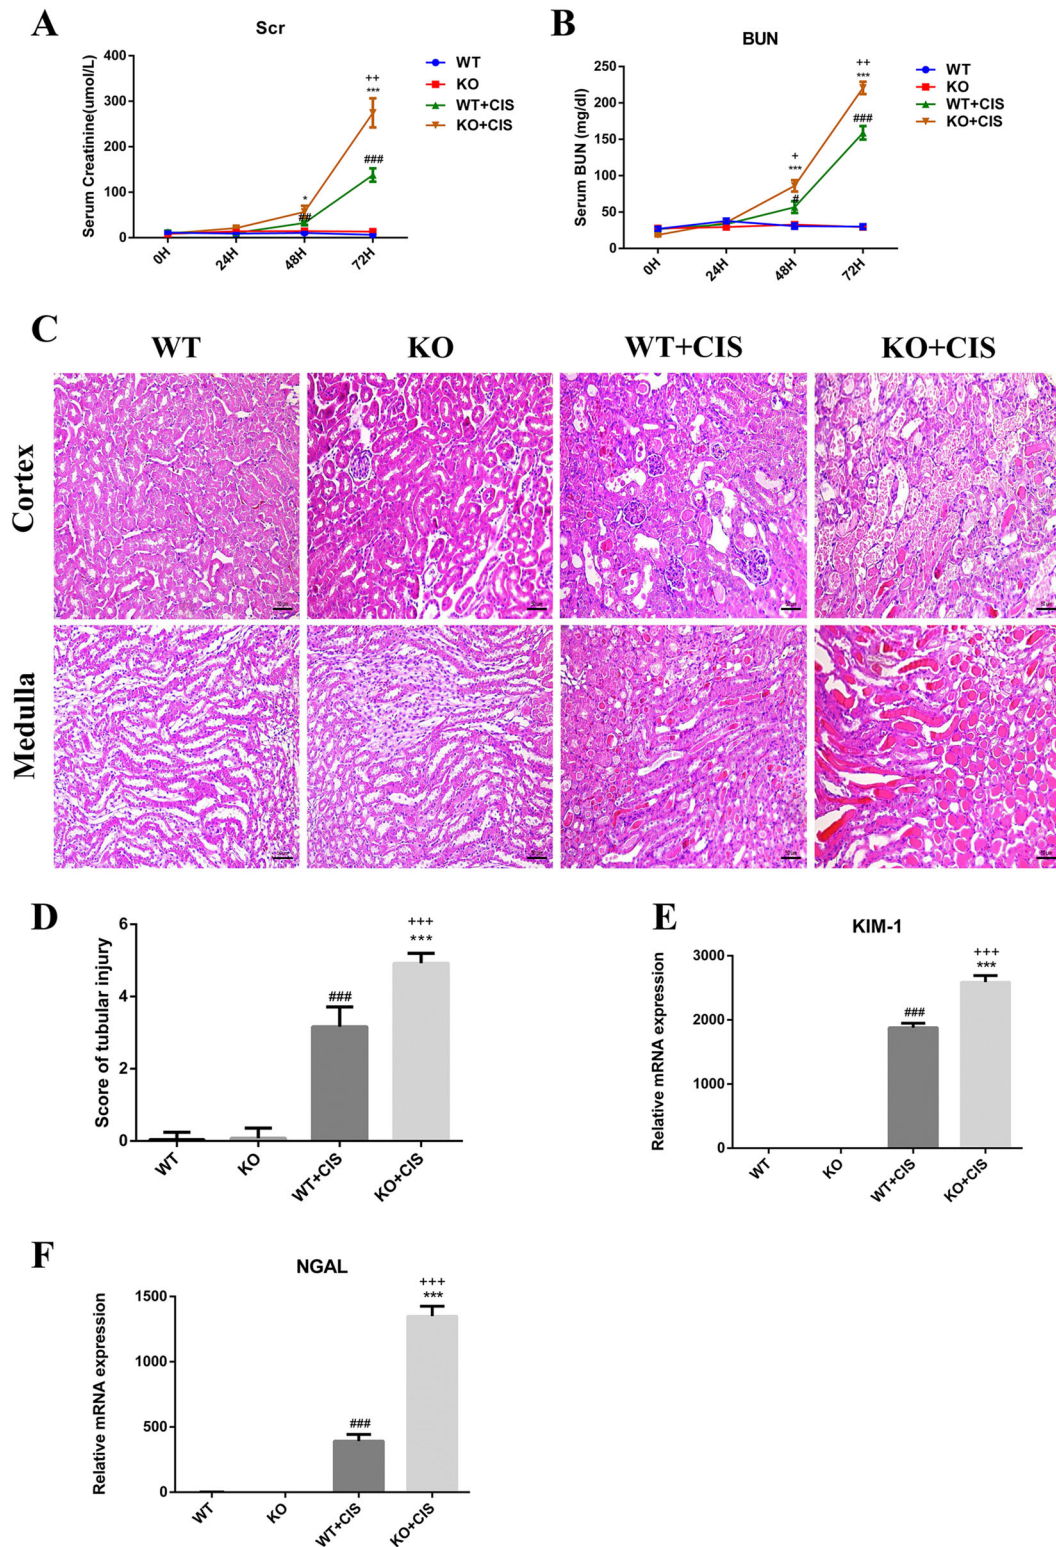 A
Scr
Serum Creatinine(umol/L)
400
300
200
100
0
0H
24H
48H
72H
*
##
++
***
###
WT
KO
WT+CIS
KO+CIS
B
BUN
Serum BUN (mg/dl)
250
200
150
100
50
0
0H
24H
48H
72H
+
***
#
++
***
###
WT
KO
WT+CIS
KO+CIS
C
WT
KO
WT+CIS
KO+CIS
Cortex
Medulla
D
Score of tubular injury
6
4
2
0
###
+++
***
WT
KO
WT+CIS
KO+CIS
E
KIM-1
Relative mRNA expression
3000
2000
1000
0
###
+++
***
WT
KO
WT+CIS
KO+CIS
F
NGAL
Relative mRNA expression
1500
1000
500
0
###
+++
***
WT
KO
WT+CIS
KO+CIS